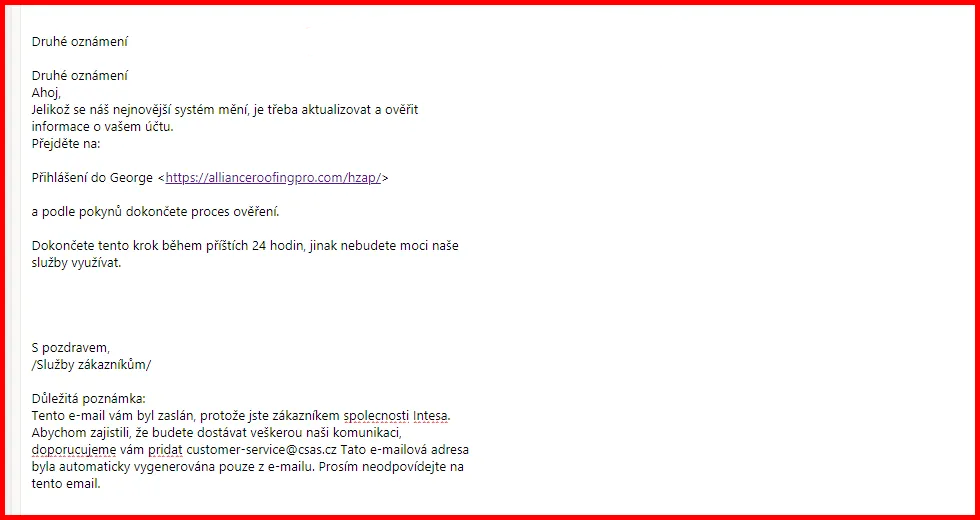 Druhé oznámení
Druhé oznámení
Ahoj,
Jelikož se náš nejnovější systém mění, je třeba aktualizovat a ověřit
informace o vašem účtu.
Přejděte na:
Přihlášení do George <https://allianceroofingpro.com/hzap/>
a podle pokynů dokončete proces ověření.
Dokončete tento krok během příštích 24 hodin, jinak nebudete moci naše
služby využívat.
S pozdravem,
/Služby zákazníkům/
Důležitá poznámka:
Tento e-mail vám byl zaslán, protože jste zákazníkem spolecnosti Intesa.
Abychom zajistili, že budete dostávat veškerou naši komunikaci,
doporucujeme vám pridat customer-service@csas.cz Tato e-mailová adresa
byla automaticky vygenerována pouze z e-mailu. Prosím neodpovídejte na
tento email.